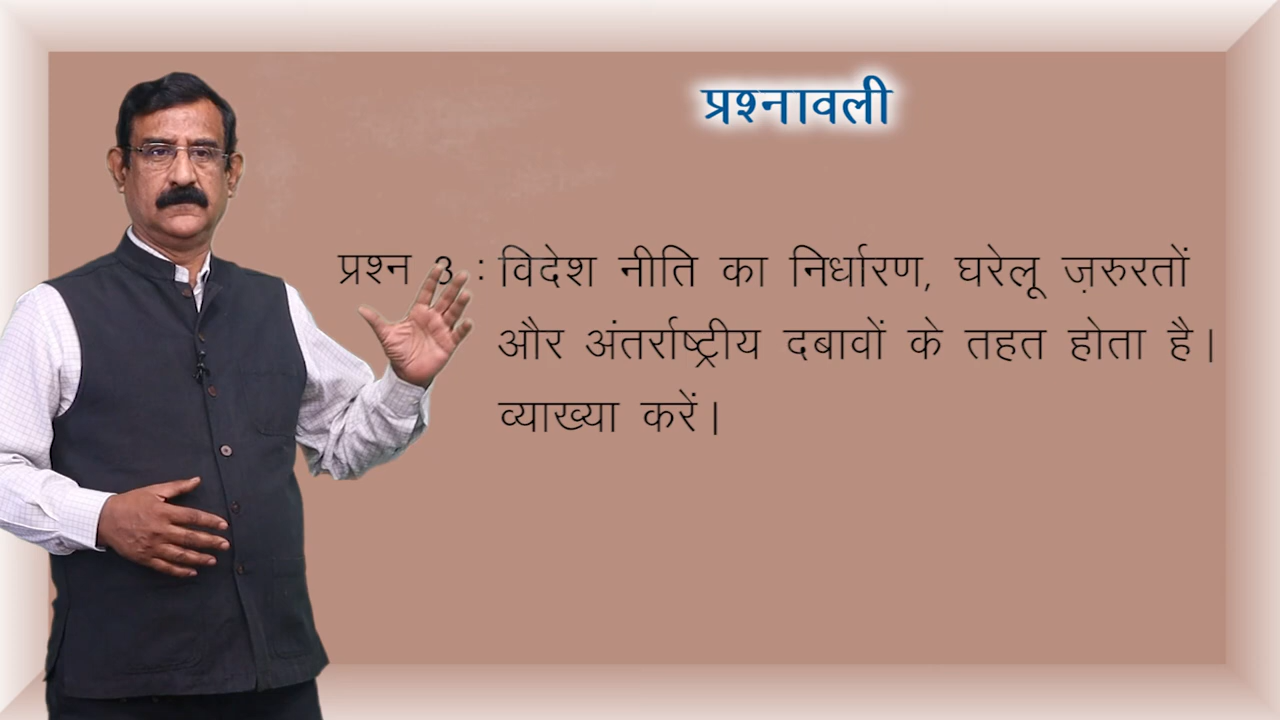 प्रश्नावली
प्रश्न 3 : विदेश नीति का निर्धारण, घरेलू ज़रुरतों
और अंतर्राष्ट्रीय दबावों के तहत होता है।
व्याख्या करें।